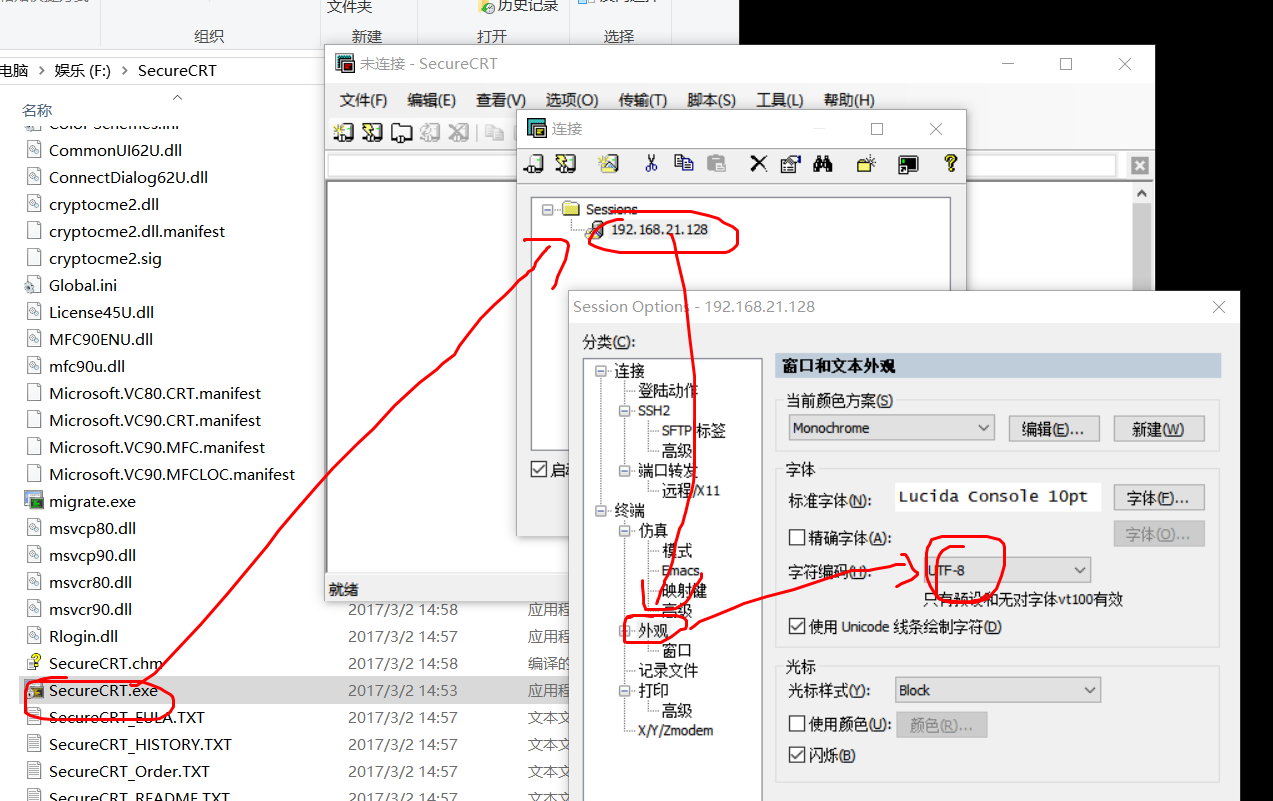 文件夹
历史记录
组织
新建
打开
选择
电脑 > 娱乐 (F:) > SecureCRT
名称
CommonUI62U.dll
ConnectDialog62U.dll
cryptocme2.dll
cryptocme2.dll.manifest
cryptocme2.sig
Global.ini
License45U.dll
MFC90ENU.dll
mfc90u.dll
Microsoft.VC80.CRT.manifest
Microsoft.VC90.CRT.manifest
Microsoft.VC90.MFC.manifest
Microsoft.VC90.MFCLOC.manifest
migrate.exe
msvcp80.dll
msvcp90.dll
msvcr80.dll
msvcr90.dll 2017/3/2 14:58 应用程
Rlogin.dll 2017/3/2 14:57 应用程
SecureCRT.chm 2017/3/2 14:58 编译的
SecureCRT.exe 2017/3/2 14:53 应用程
SecureCRT_EULA.TXT 2017/3/2 14:57 文本文
SecureCRT_HISTORY.TXT 2017/3/2 14:57 文本文
SecureCRT_Order.TXT 2017/3/2 14:57 文本文
SecureCRT_README.TXT 2017/3/2 14:57 文本文
未连接 - SecureCRT
文件(F) 编辑(E) 查看(V) 选项(O) 传输(T) 脚本(S) 工具(L) 帮助(H)
就绪
连接
Sessions
192.168.21.128
启动
Session Options - 192.168.21.128
分类(C):
连接
登陆动作
SSH2
SFTP 标签
高级
端口转发
远程/X11
终端
仿真
模式
Emacs
映射键
高级
外观
窗口
记录文件
打印
高级
X/Y/Zmodem
窗口和文本外观
当前颜色方案(S)
Monochrome
编辑(E)...
新建(W)
字体
标准字体(N):
Lucida Console 10pt
字体(F)...
精确字体(A):
字体(O)...
字符编码(H):
UTF-8
只有预设和无对字体vt100有效
使用 Unicode 线条绘制字符(D)
光标
光标样式(Y):
Block
使用颜色(U):
颜色(R)...
闪烁(B)